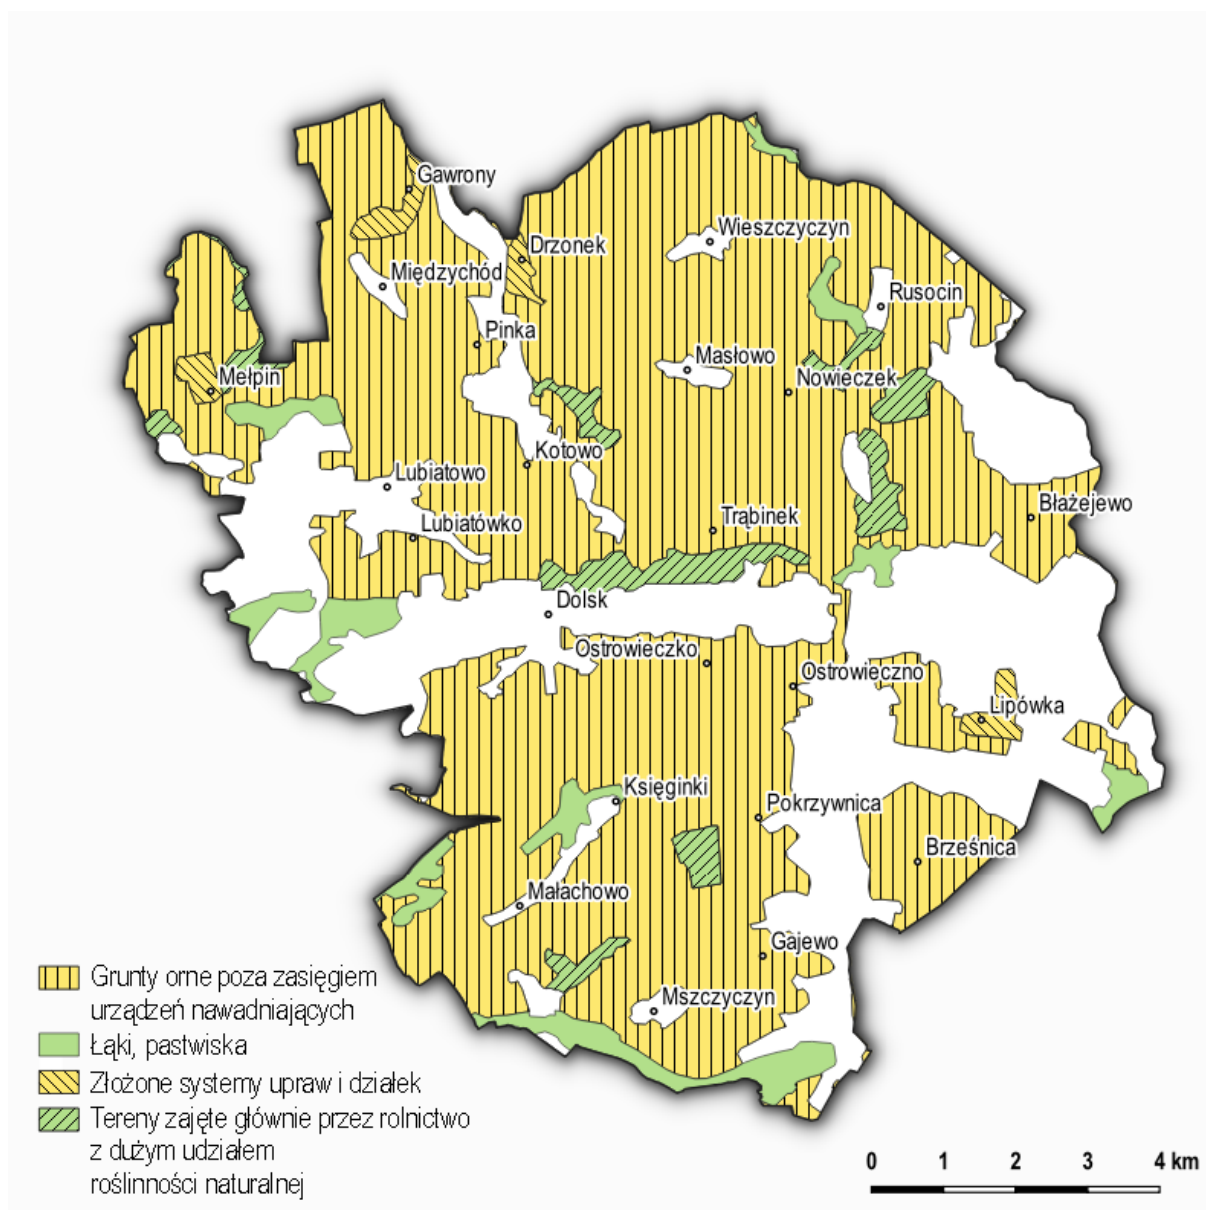 Gawrony
Wieszczyczyn
Drzonek
Międzychód
Rusocin
Pinka
Masłowo
Mełpin
Nowieczek
Kotowo
Lubiatowo
Błażejewo
Trąbinek
Lubiatówko
Dolsk
Ostrowieczko
Ostrowieczno
Lipówka
Księginki
Pokrzywnica
Brześnica
Małachowo
Gajewo
Mszczyczyn
Grunty orne poza zasięgiem
urządzeń nawadniających
Łąki, pastwiska
Złożone systemy upraw i działek
Tereny zajęte głównie przez rolnictwo
z dużym udziałem
roślinności naturalnej
0 1 2 3 4 km